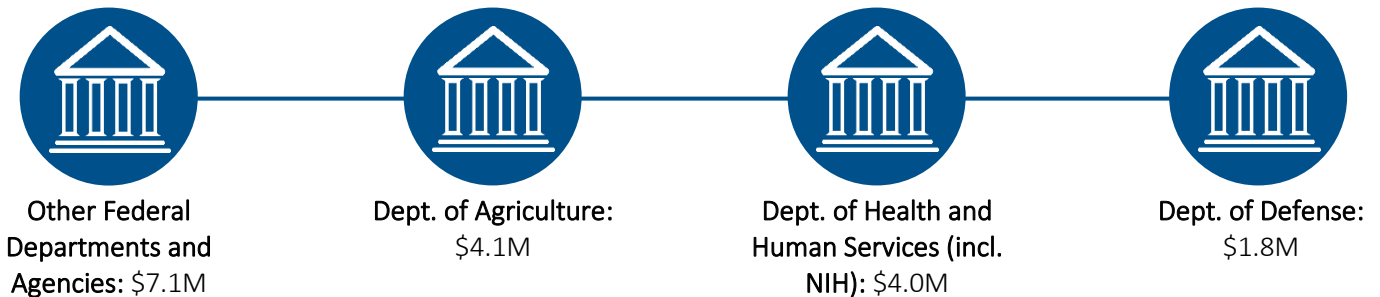 Other Federal
Departments and
Agencies: $7.1M
Dept. of Agriculture:
$4.1M
Dept. of Health and
Human Services (incl.
NIH): $4.0M
Dept. of Defense:
$1.8M